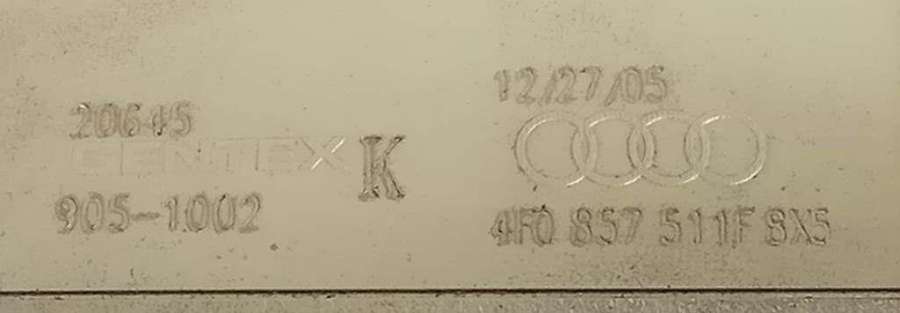 20645
GENTEX K
905-1002
12/27/05
4F0 857 511F 8X5